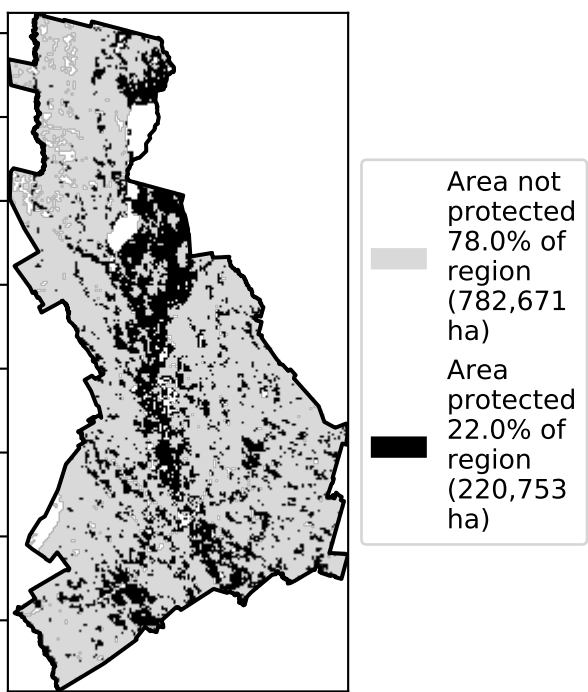 Area not
protected
78.0% of
region
(782,671
ha)
Area
protected
22.0% of
region
(220,753
ha)